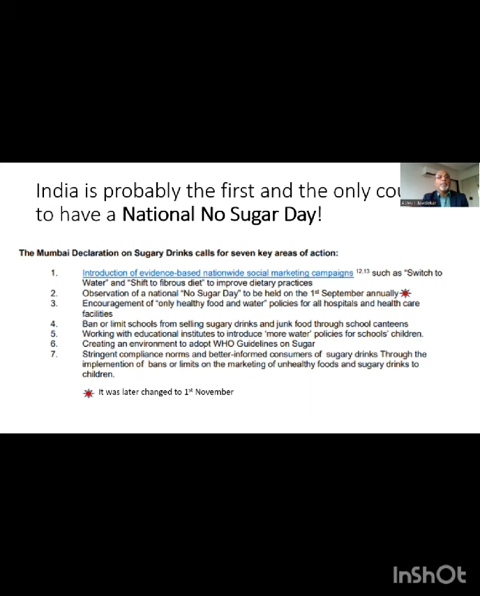 India is probably the first and the only cou
to have a National No Sugar Day!
The Mumbai Declaration on Sugary Drinks calls for seven key areas of action:
1. Introduction of evidence-based nationwide social marketing campaigns 12,13 such as "Switch to
Water" and "Shift to fibrous diet" to improve dietary practices
2. Observation of a national "No Sugar Day" to be held on the 1st September annually
3. Encouragement of "only healthy food and water" policies for all hospitals and health care
facilities
4. Ban or limit schools from selling sugary drinks and junk food through school canteens
5. Working with educational institutes to introduce 'more water' policies for schools' children.
6. Creating an environment to adopt WHO Guidelines on Sugar
7. Stringent compliance norms and better-informed consumers of sugary drinks Through the
implemention of bans or limits on the marketing of unhealthy foods and sugary drinks to
children.
It was later changed to 1st November
InShOt